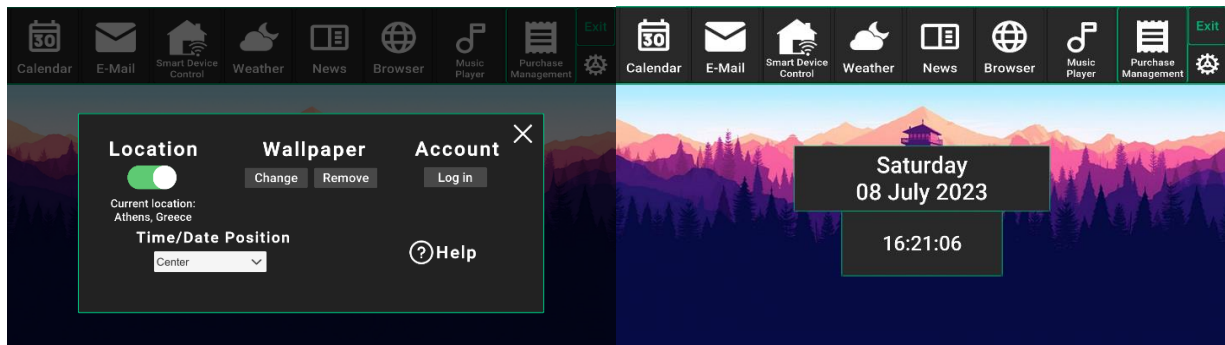 30
Calendar
E-Mail
Smart Device
Control
Weather
News
Browser
Music
Player
Purchase
Management
Exit
Location
Wallpaper
Account
Change
Remove
Log in
Current location:
Athens, Greece
Time/Date Position
Center
?Help
30
Calendar
E-Mail
Smart Device
Control
Weather
News
Browser
Music
Player
Purchase
Management
Exit
Saturday
08 July 2023
16:21:06